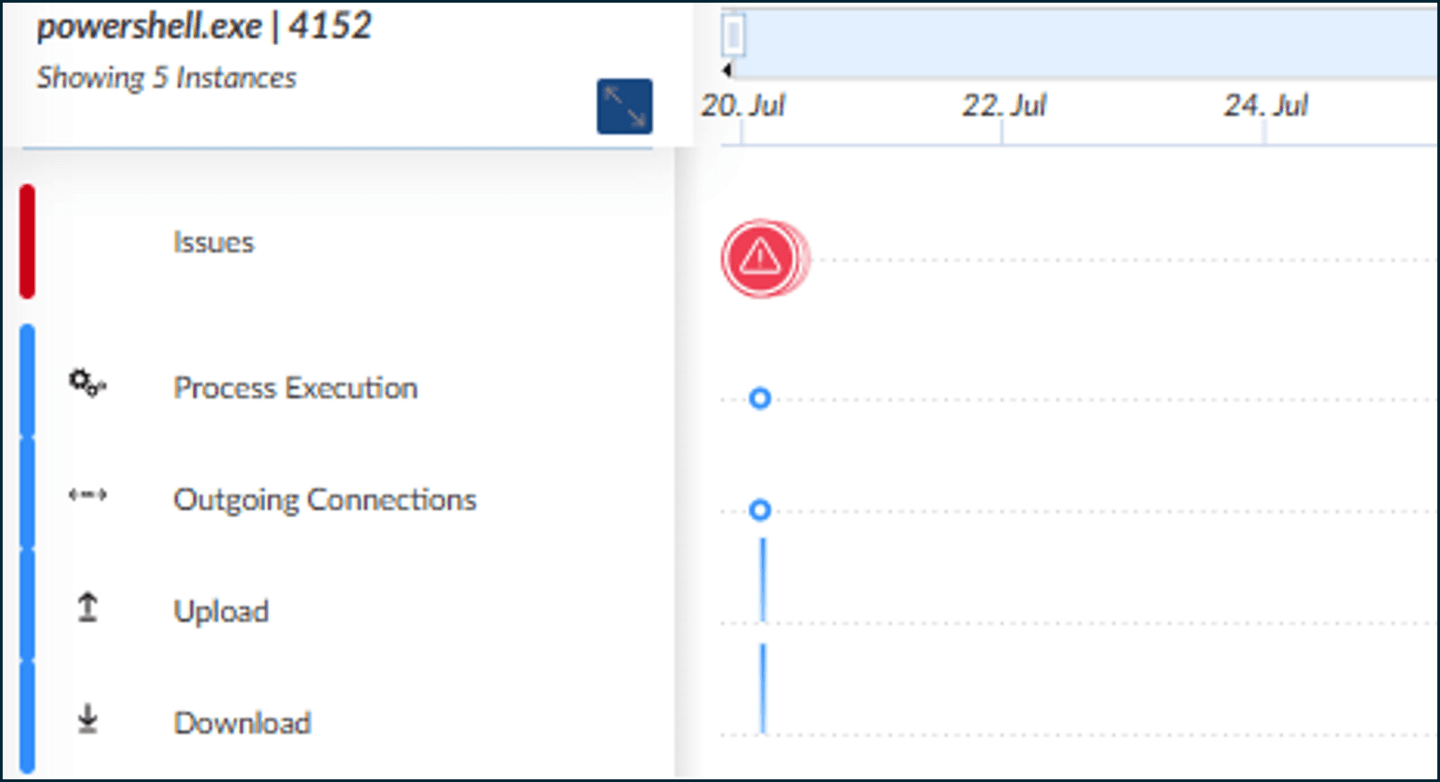 powershell.exe | 4152
Showing 5 Instances
20. Jul 22. Jul 24. Jul
Issues
Process Execution
Outgoing Connections
Upload
Download